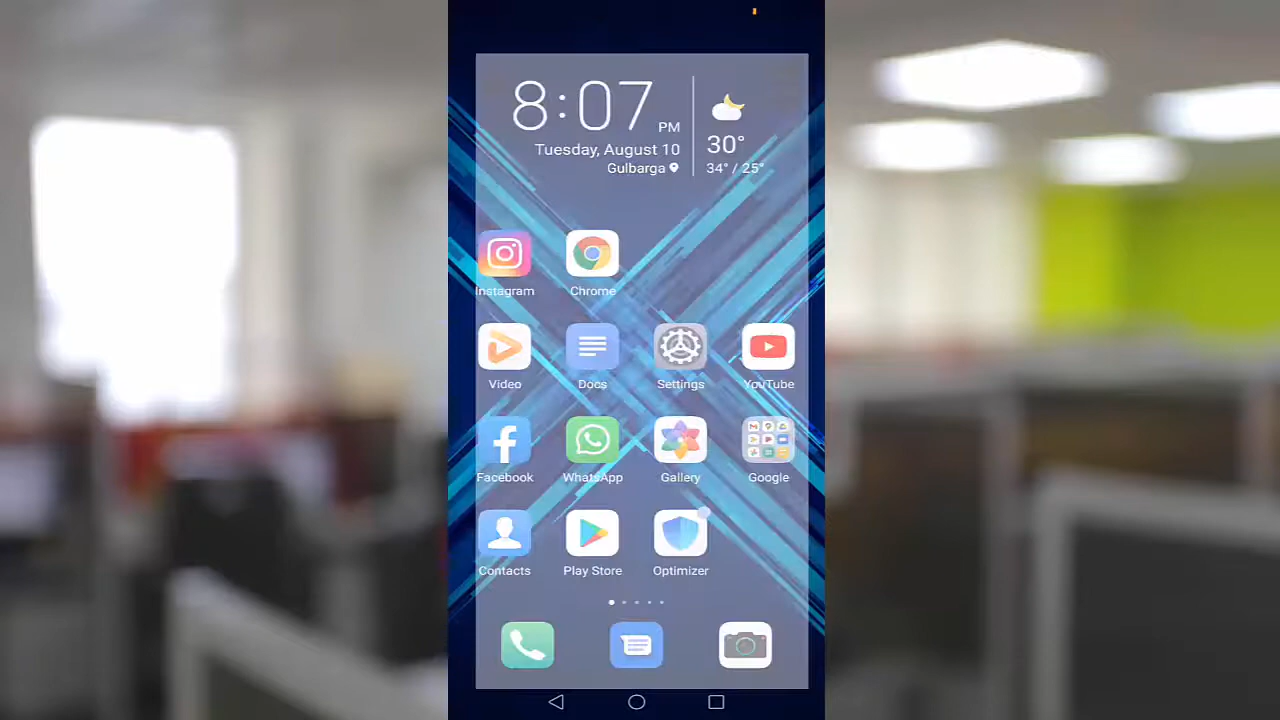 8:07 PM
Tuesday, August 10
Gulbarga
30°
34° / 25°
Instagram Chrome
Video Docs Settings YouTube
Facebook WhatsApp Gallery Google
Contacts Play Store Optimizer